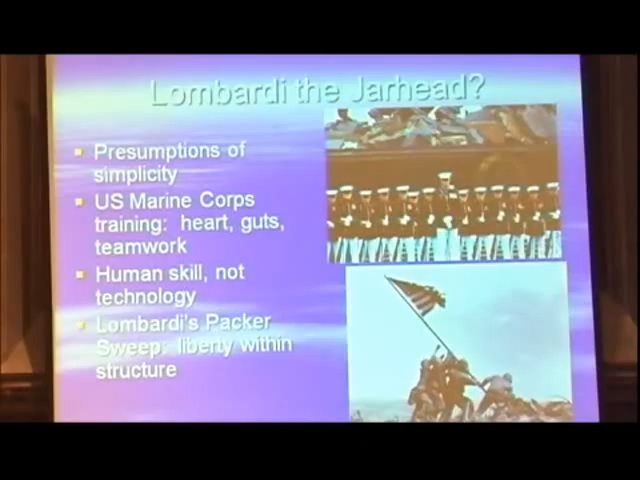 Lombardi the Jarhead?
Presumptions of
simplicity
US Marine Corps
training: heart, guts,
teamwork
Human skill, not
technology
Lombardi's Packer
Sweep: liberty within
structure